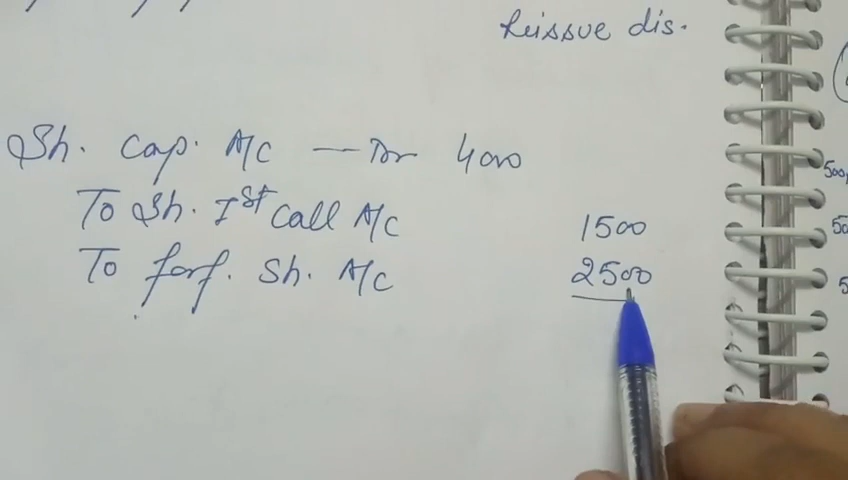 Reissue dis.
Sh. Cap. A/C — Dr 4000
To Sh. Ist Call A/C 1500
To forf. Sh. A/C 2500